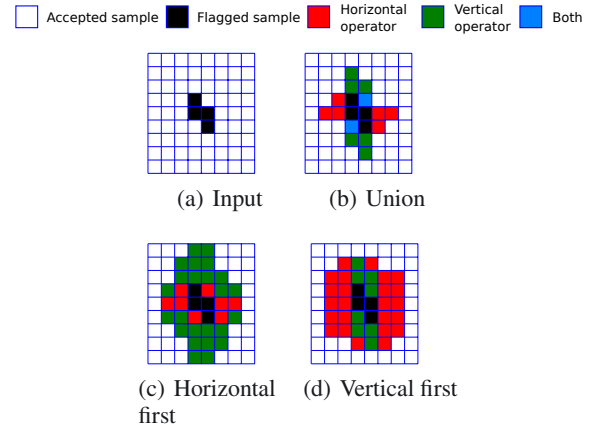 Accepted sample
Flagged sample
Horizontal
operator
Vertical
operator
Both
(a) Input
(b) Union
(c) Horizontal
first
(d) Vertical first